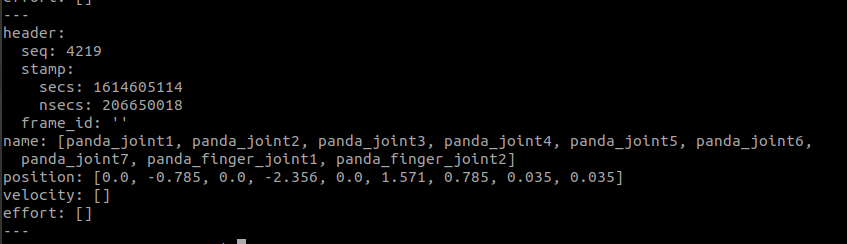 effort: []
---
header:
  seq: 4219
  stamp:
    secs: 1614605114
    nsecs: 206650018
  frame_id: ''
name: [panda_joint1, panda_joint2, panda_joint3, panda_joint4, panda_joint5, panda_joint6,
  panda_joint7, panda_finger_joint1, panda_finger_joint2]
position: [0.0, -0.785, 0.0, -2.356, 0.0, 1.571, 0.785, 0.035, 0.035]
velocity: []
effort: []
---